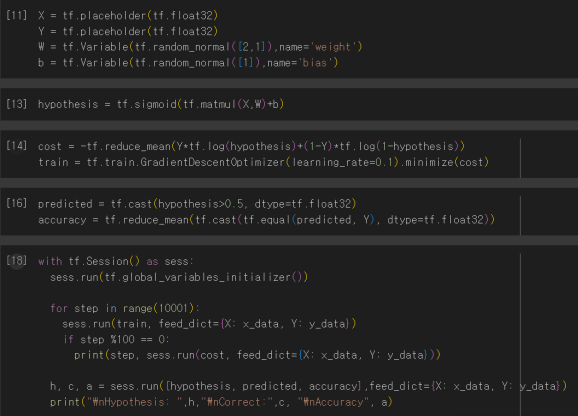 [11] X = tf.placeholder(tf.float32)
Y = tf.placeholder(tf.float32)
W = tf.Variable(tf.random_normal([2,1]),name='weight')
b = tf.Variable(tf.random_normal([1]),name='bias')
[13] hypothesis = tf.sigmoid(tf.matmul(X,W)+b)
[14] cost = -tf.reduce_mean(Y*tf.log(hypothesis)+(1-Y)*tf.log(1-hypothesis))
train = tf.train.GradientDescentOptimizer(learning_rate=0.1).minimize(cost)
[16] predicted = tf.cast(hypothesis>0.5, dtype=tf.float32)
accuracy = tf.reduce_mean(tf.cast(tf.equal(predicted, Y), dtype=tf.float32))
[18] with tf.Session() as sess:
sess.run(tf.global_variables_initializer())
for step in range(10001):
sess.run(train, feed_dict={X: x_data, Y: y_data})
if step %100 == 0:
print(step, sess.run(cost, feed_dict={X: x_data, Y: y_data}))
h, c, a = sess.run([hypothesis, predicted, accuracy],feed_dict={X: x_data, Y: y_data})
print("₩nHypothesis: ",h,"₩nCorrect:",c, "₩nAccuracy", a)